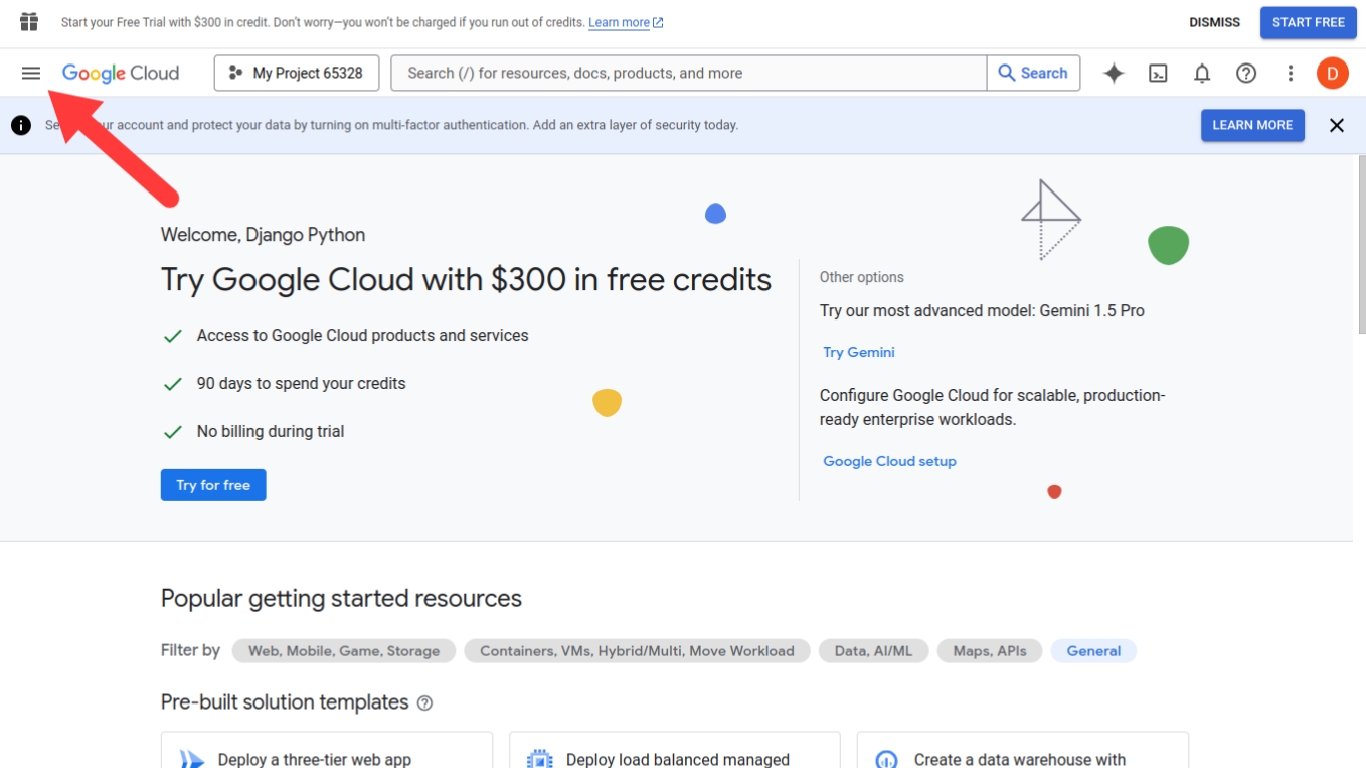 Start your Free Trial with $300 in credit. Don't worry—you won't be charged if you run out of credits. Learn more
DISMISS
START FREE
Google Cloud
My Project 65328
Search (/) for resources, docs, products, and more
Search
D
your account and protect your data by turning on multi-factor authentication. Add an extra layer of security today.
LEARN MORE
Welcome, Django Python
Try Google Cloud with $300 in free credits
Access to Google Cloud products and services
90 days to spend your credits
No billing during trial
Try for free
Other options
Try our most advanced model: Gemini 1.5 Pro
Try Gemini
Configure Google Cloud for scalable, production-
ready enterprise workloads.
Google Cloud setup
Popular getting started resources
Filter by
Web, Mobile, Game, Storage
Containers, VMs, Hybrid/Multi, Move Workload
Data, AI/ML
Maps, APIs
General
Pre-built solution templates
Deploy a three-tier web app
Deploy load balanced managed
Create a data warehouse with